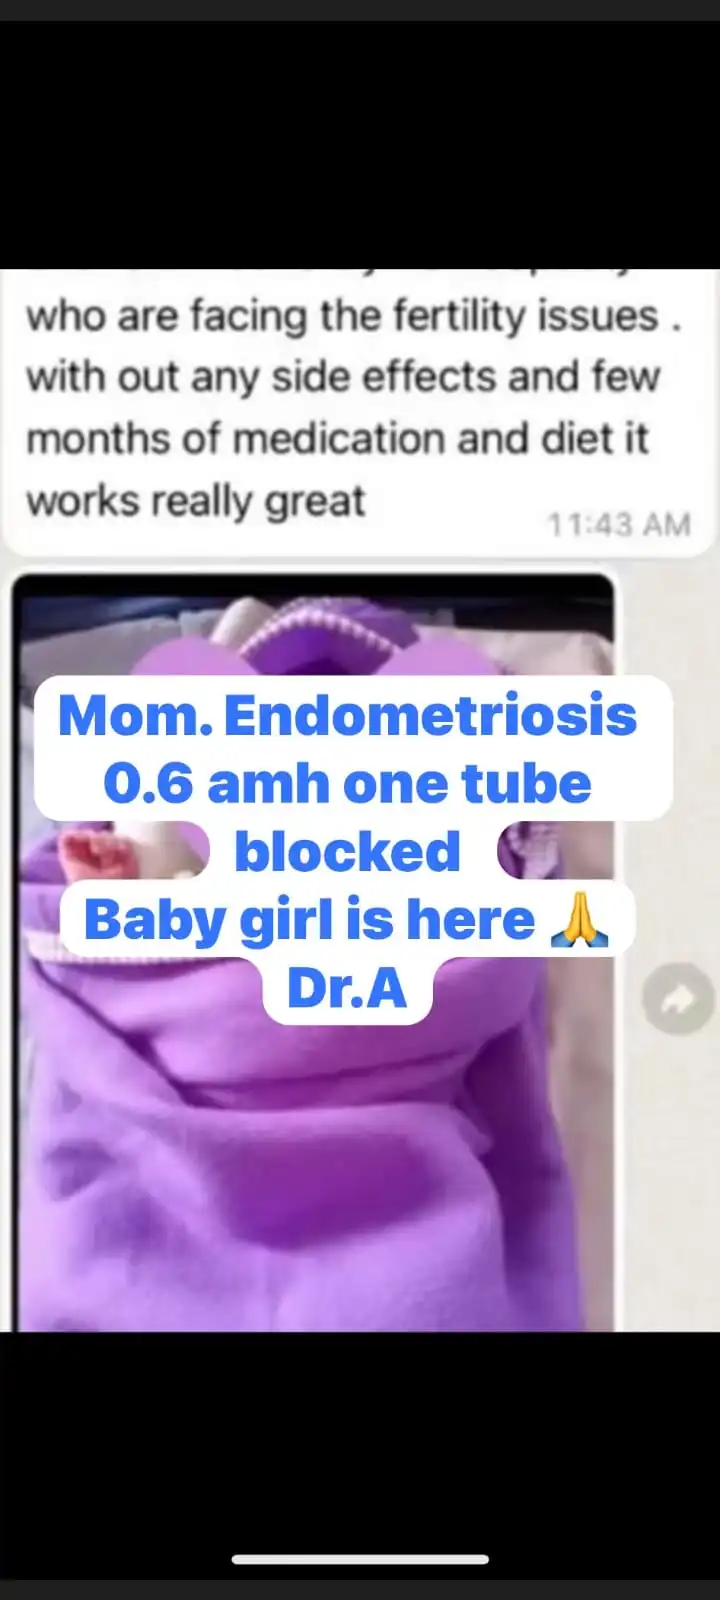 who are facing the fertility issues .
with out any side effects and few
months of medication and diet it
works really great
11:43 AM
Mom. Endometriosis
0.6 amh one tube
blocked
Baby girl is here 🙏
Dr.A